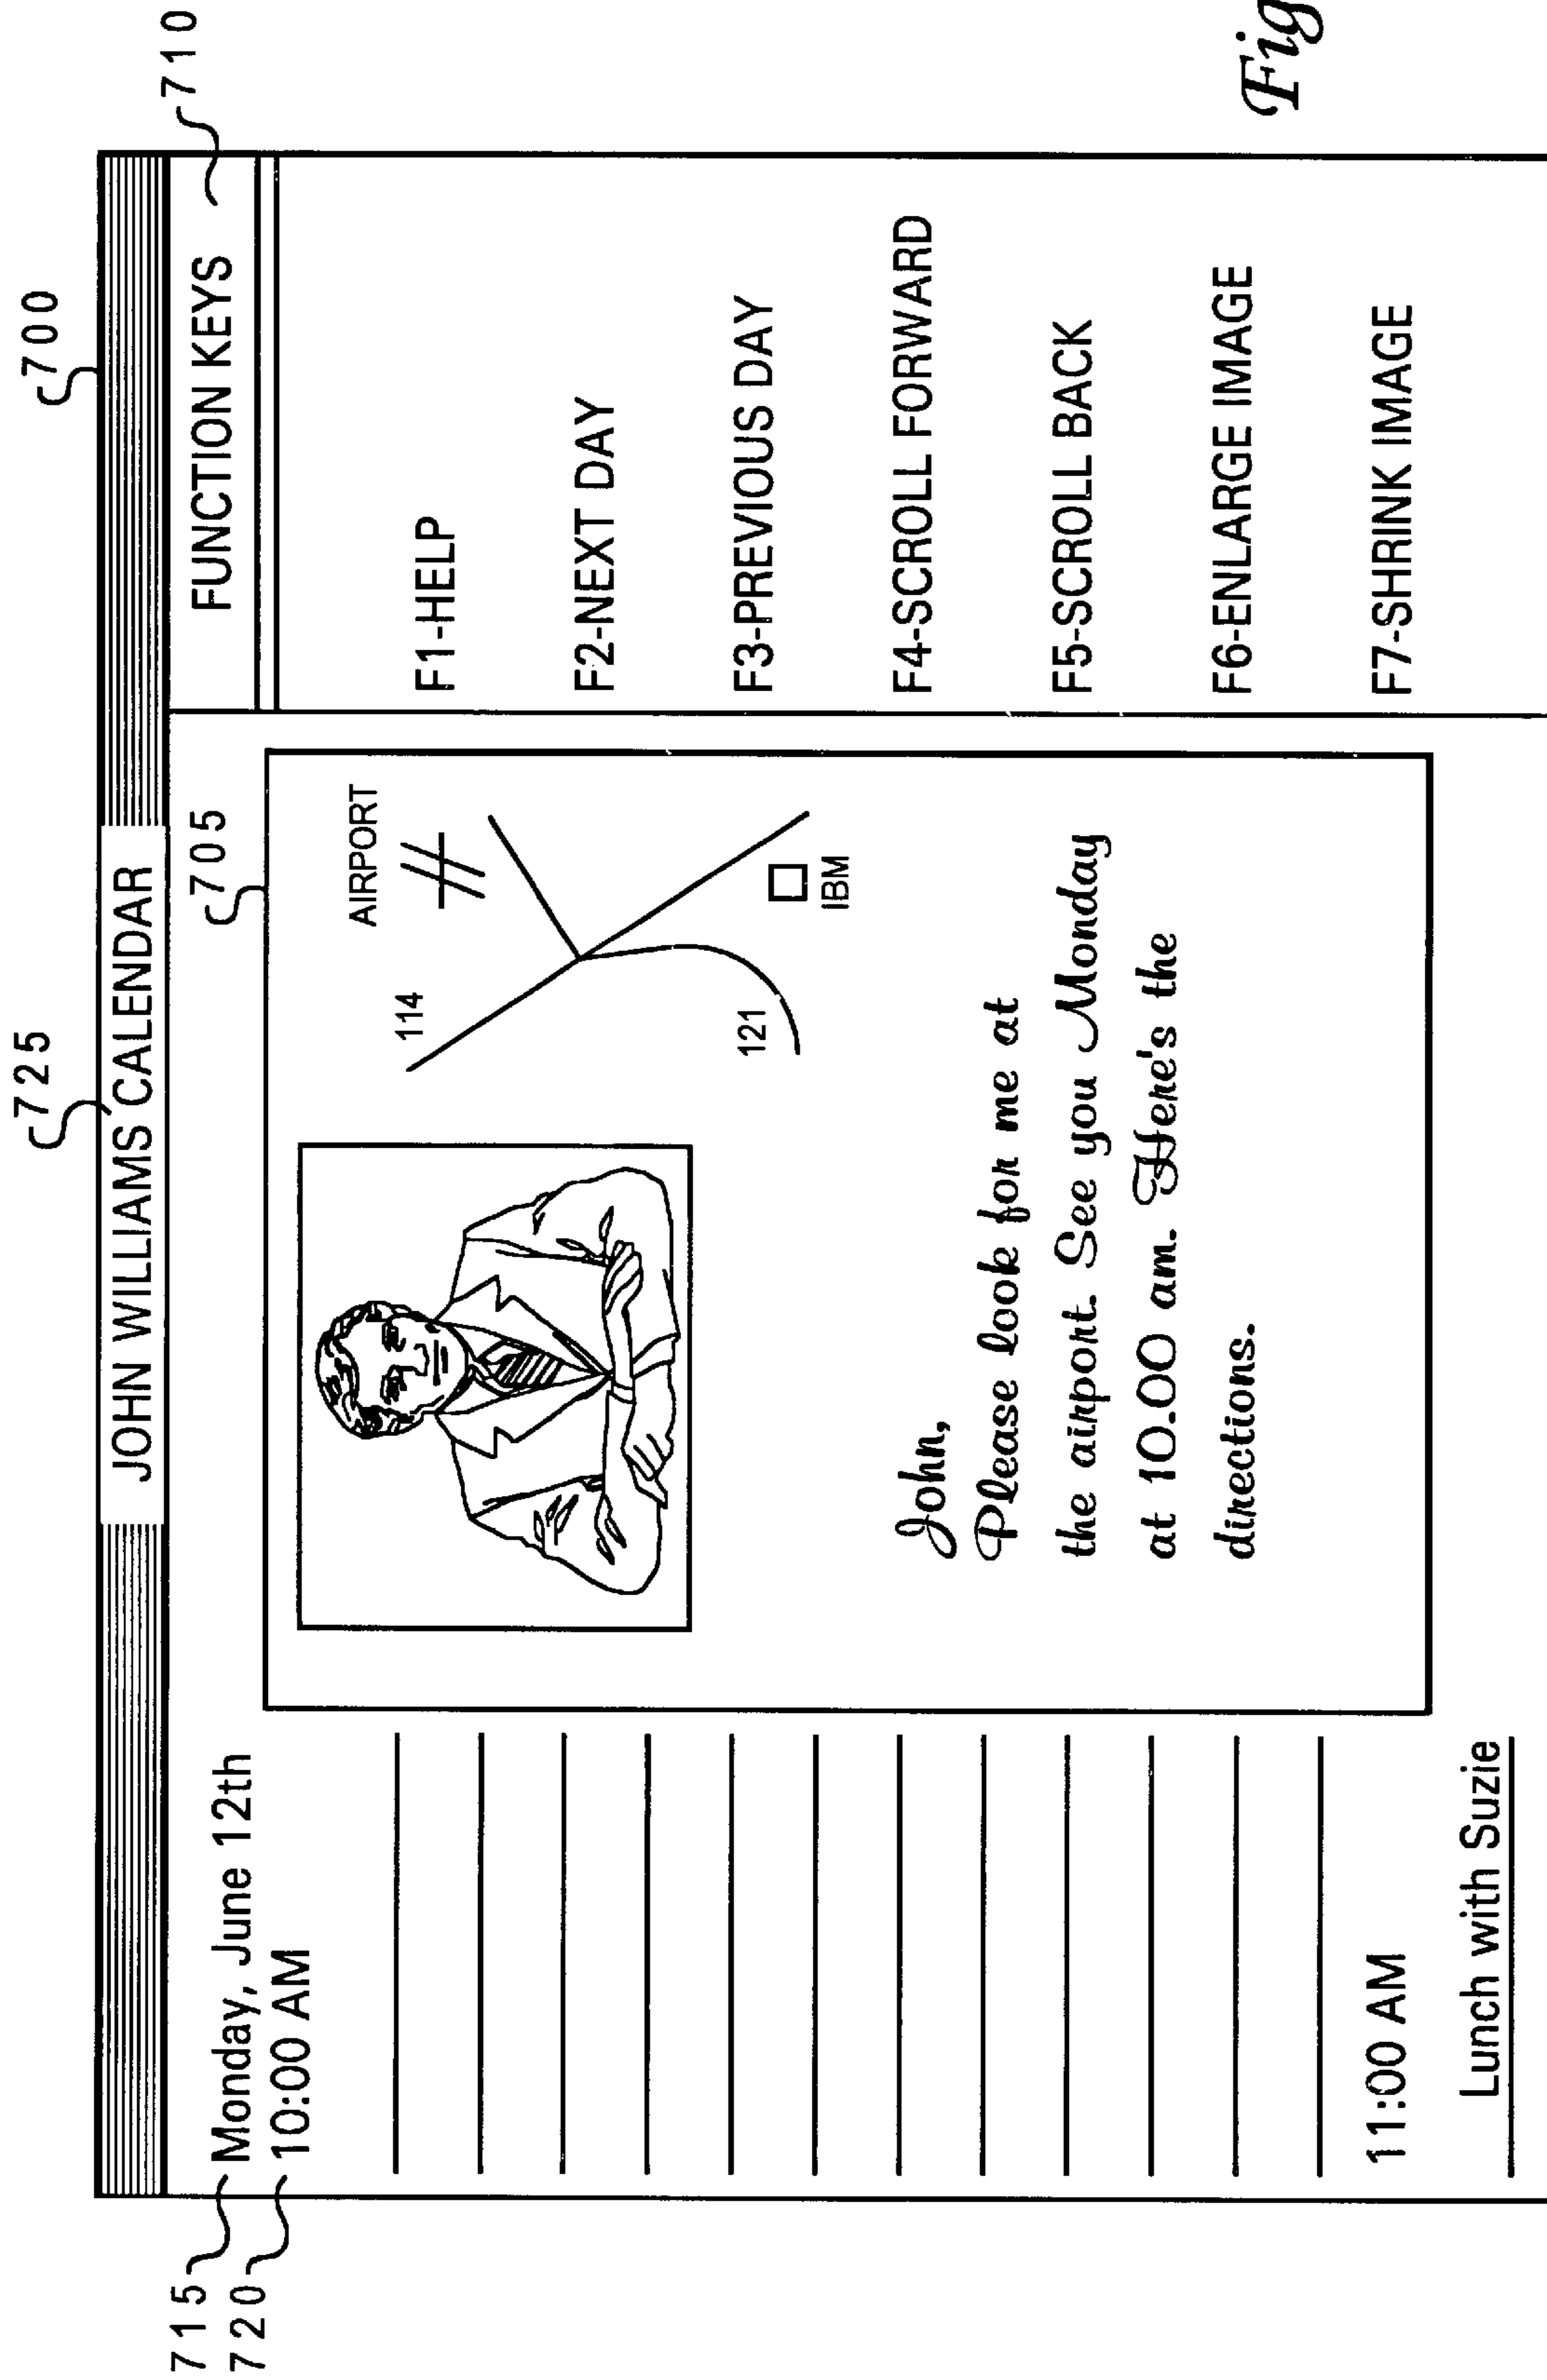 725
700
JOHN WILLIAMS CALENDAR
715
Monday, June 12th
720
10:00 AM
11:00 AM
Lunch with Suzie
705
AIRPORT
114
121
IBM
John,
Please look for me at
the airport. See you Monday
at 10.00 am. Here's the
directions.
FUNCTION KEYS
710
F1-HELP
F2-NEXT DAY
F3-PREVIOUS DAY
F4-SCROLL FORWARD
F5-SCROLL BACK
F6-ENLARGE IMAGE
F7-SHRINK IMAGE
Fig